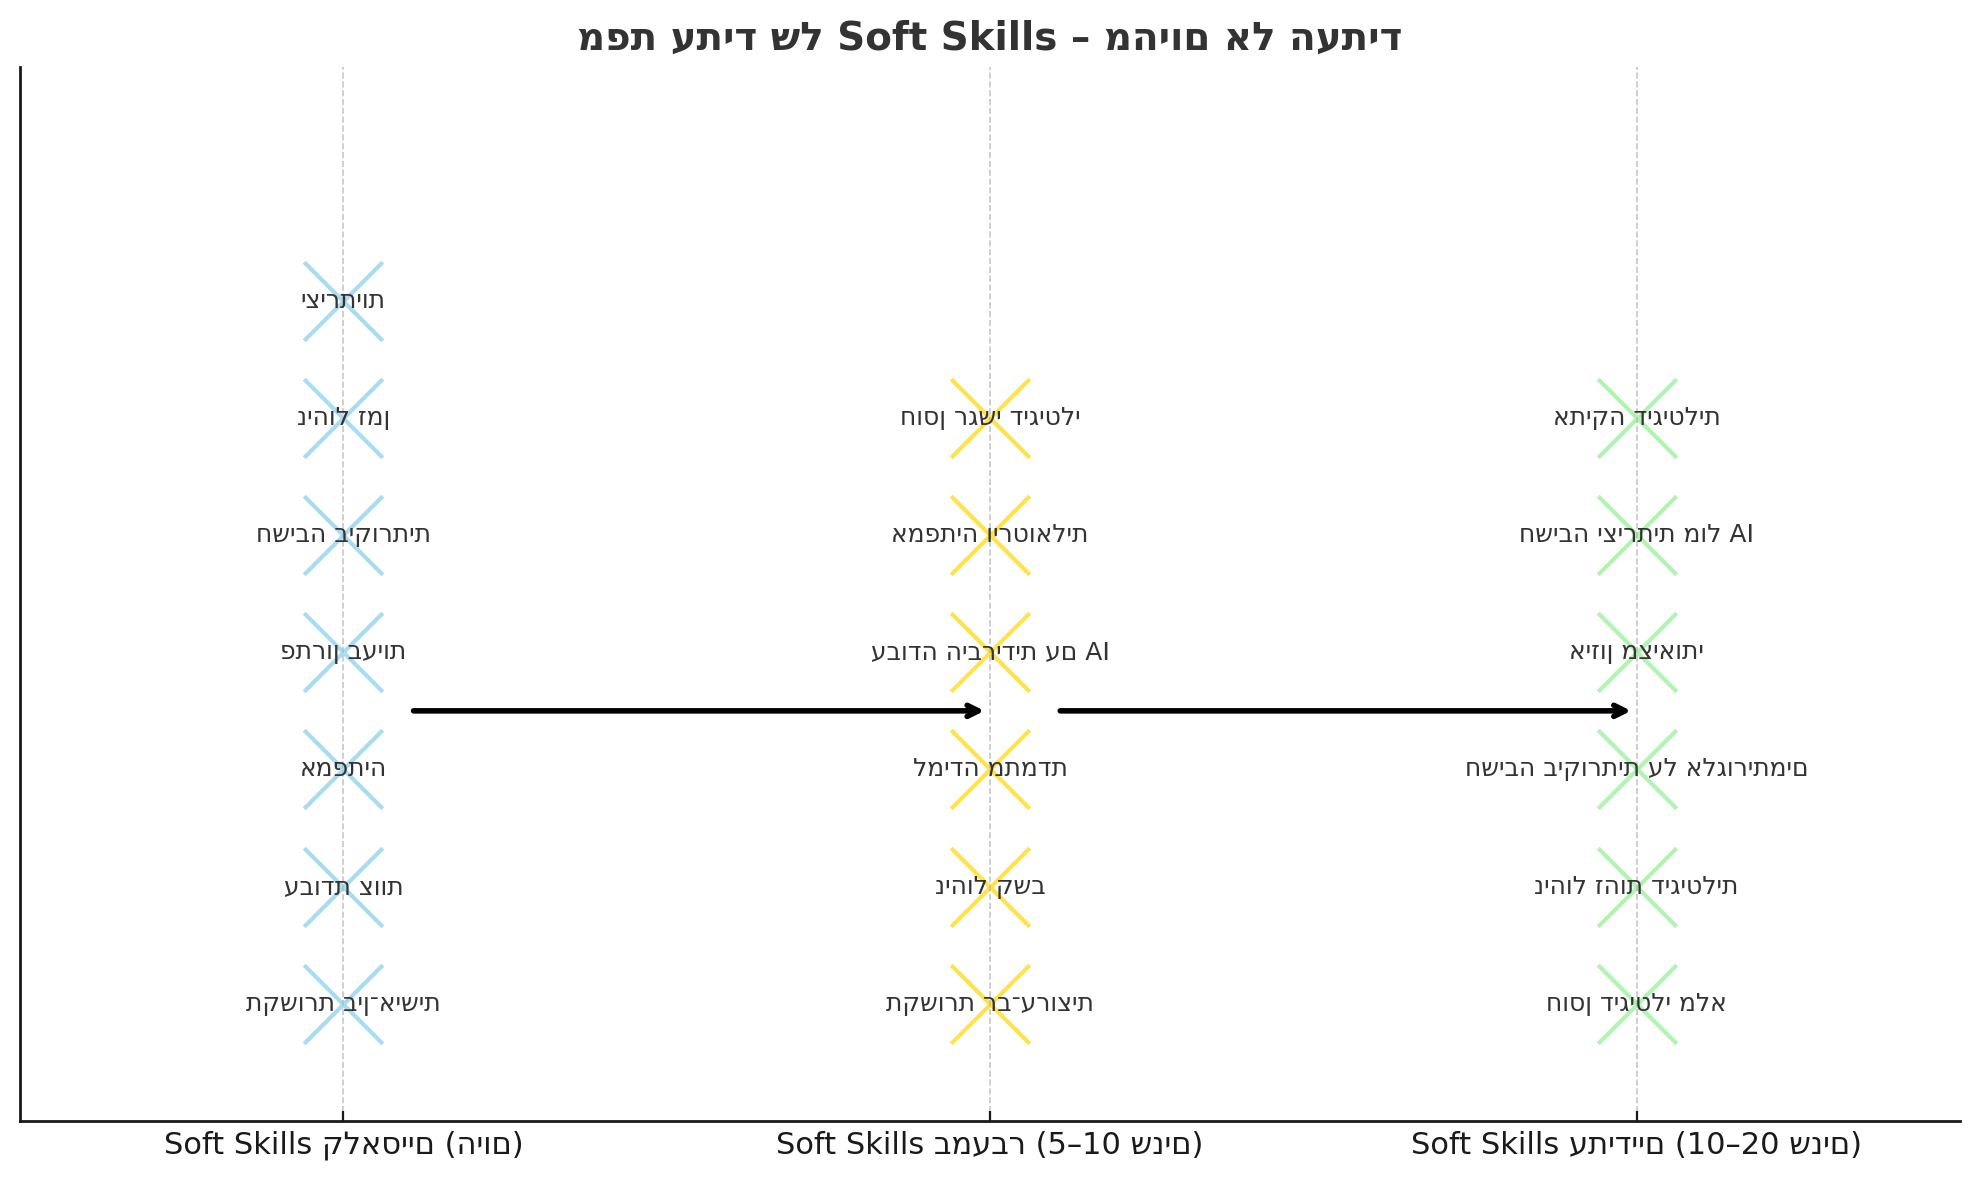 מפת עתיד של Soft Skills – מהיום אל העתיד
יצירתיות
ניהול זמן
חשיבה ביקורתית
פתרון בעיות
אמפתיה
עבודת צוות
תקשורת בין־אישית
Soft Skills קלאסיים (היום)
חוסן רגשי דיגיטלי
אמפתיה וירטואלית
עבודה היברידית עם AI
למידה מתמדת
ניהול קשב
תקשורת רב־ערוצית
Soft Skills במעבר (5–10 שנים)
אתיקה דיגיטלית
חשיבה יצירתית מול AI
איזון מציאותי
חשיבה ביקורתית על אלגוריתמים
ניהול זהות דיגיטלית
חוסן דיגיטלי מלא
Soft Skills עתידיים (10–20 שנים)